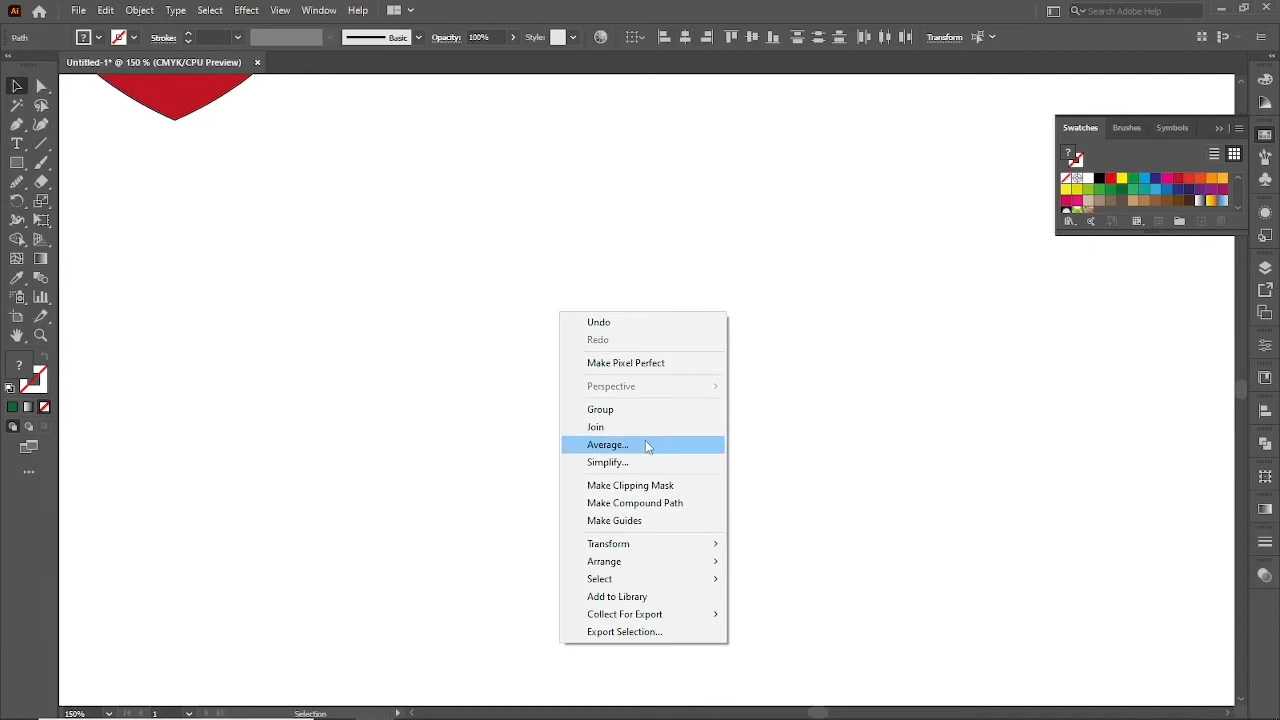 Ai File Edit Object Type Select Effect View Window Help Search Adobe Help
Path ? Stroke: Basic Opacity: 100% Style: Transform
Untitled-1* @ 150 % (CMYK/CPU Preview)
Swatches Brushes Symbols
?
Undo
Redo
Make Pixel Perfect
Perspective
Group
Join
Average...
Simplify...
Make Clipping Mask
Make Compound Path
Make Guides
Transform
Arrange
Select
Add to Library
Collect For Export
Export Selection...
?
150% 1 Selection